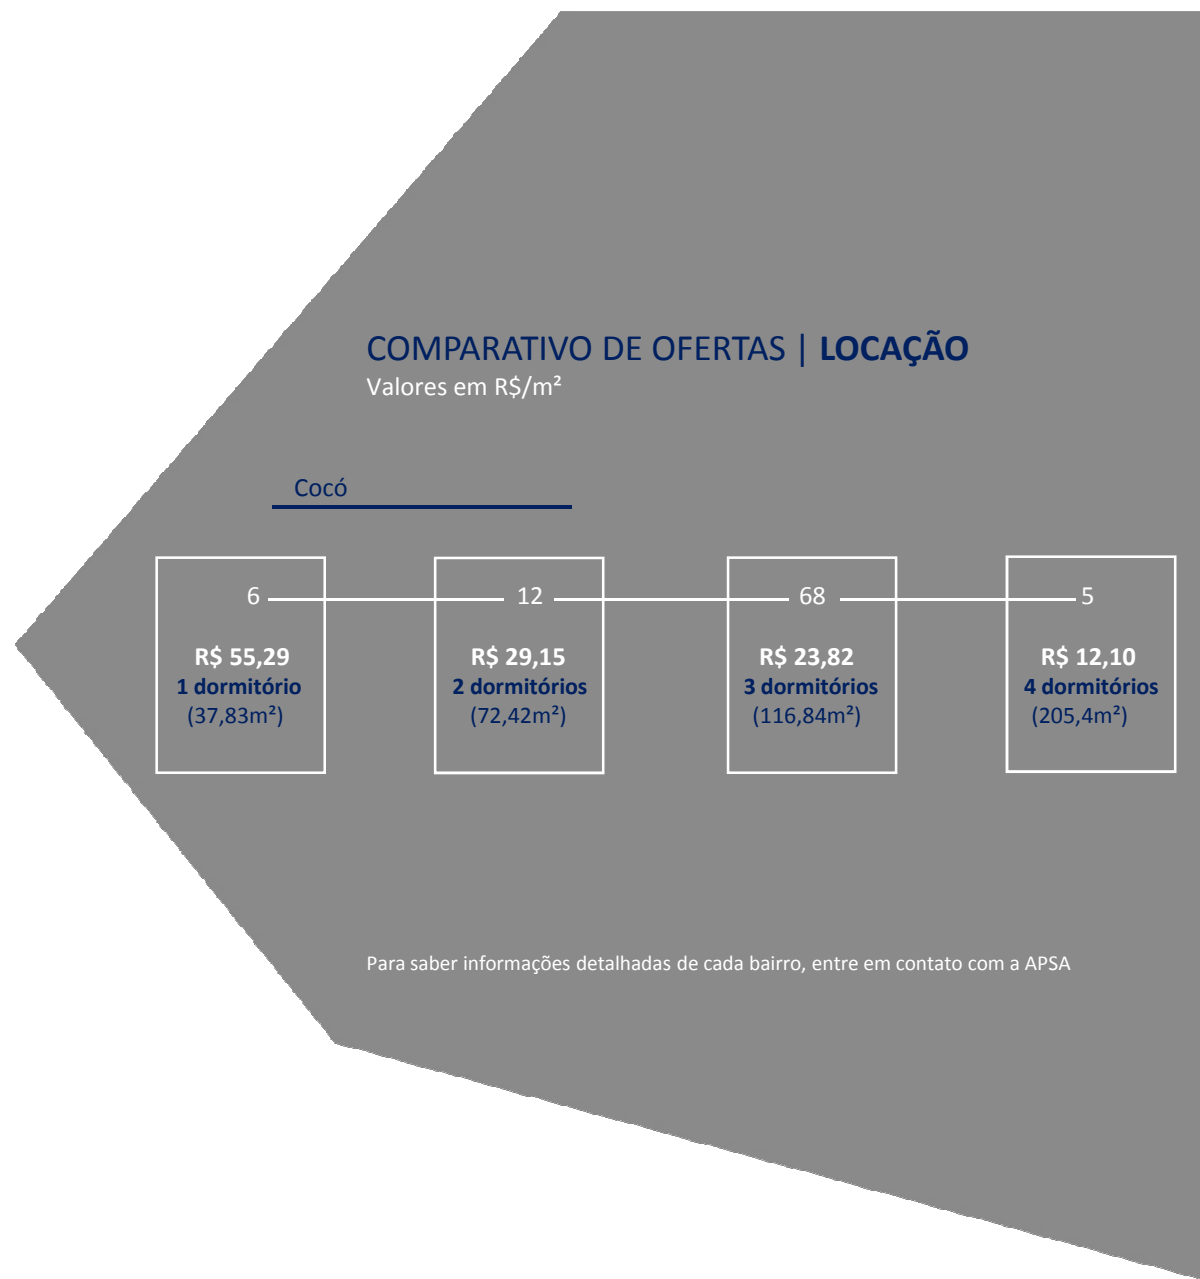 COMPARATIVO DE OFERTAS | LOCAÇÃO
Valores em R$/m²
Cocó
6
R$ 55,29
1 dormitório
(37,83m²)
12
R$ 29,15
2 dormitórios
(72,42m²)
68
R$ 23,82
3 dormitórios
(116,84m²)
5
R$ 12,10
4 dormitórios
(205,4m²)
Para saber informações detalhadas de cada bairro, entre em contato com a APSA